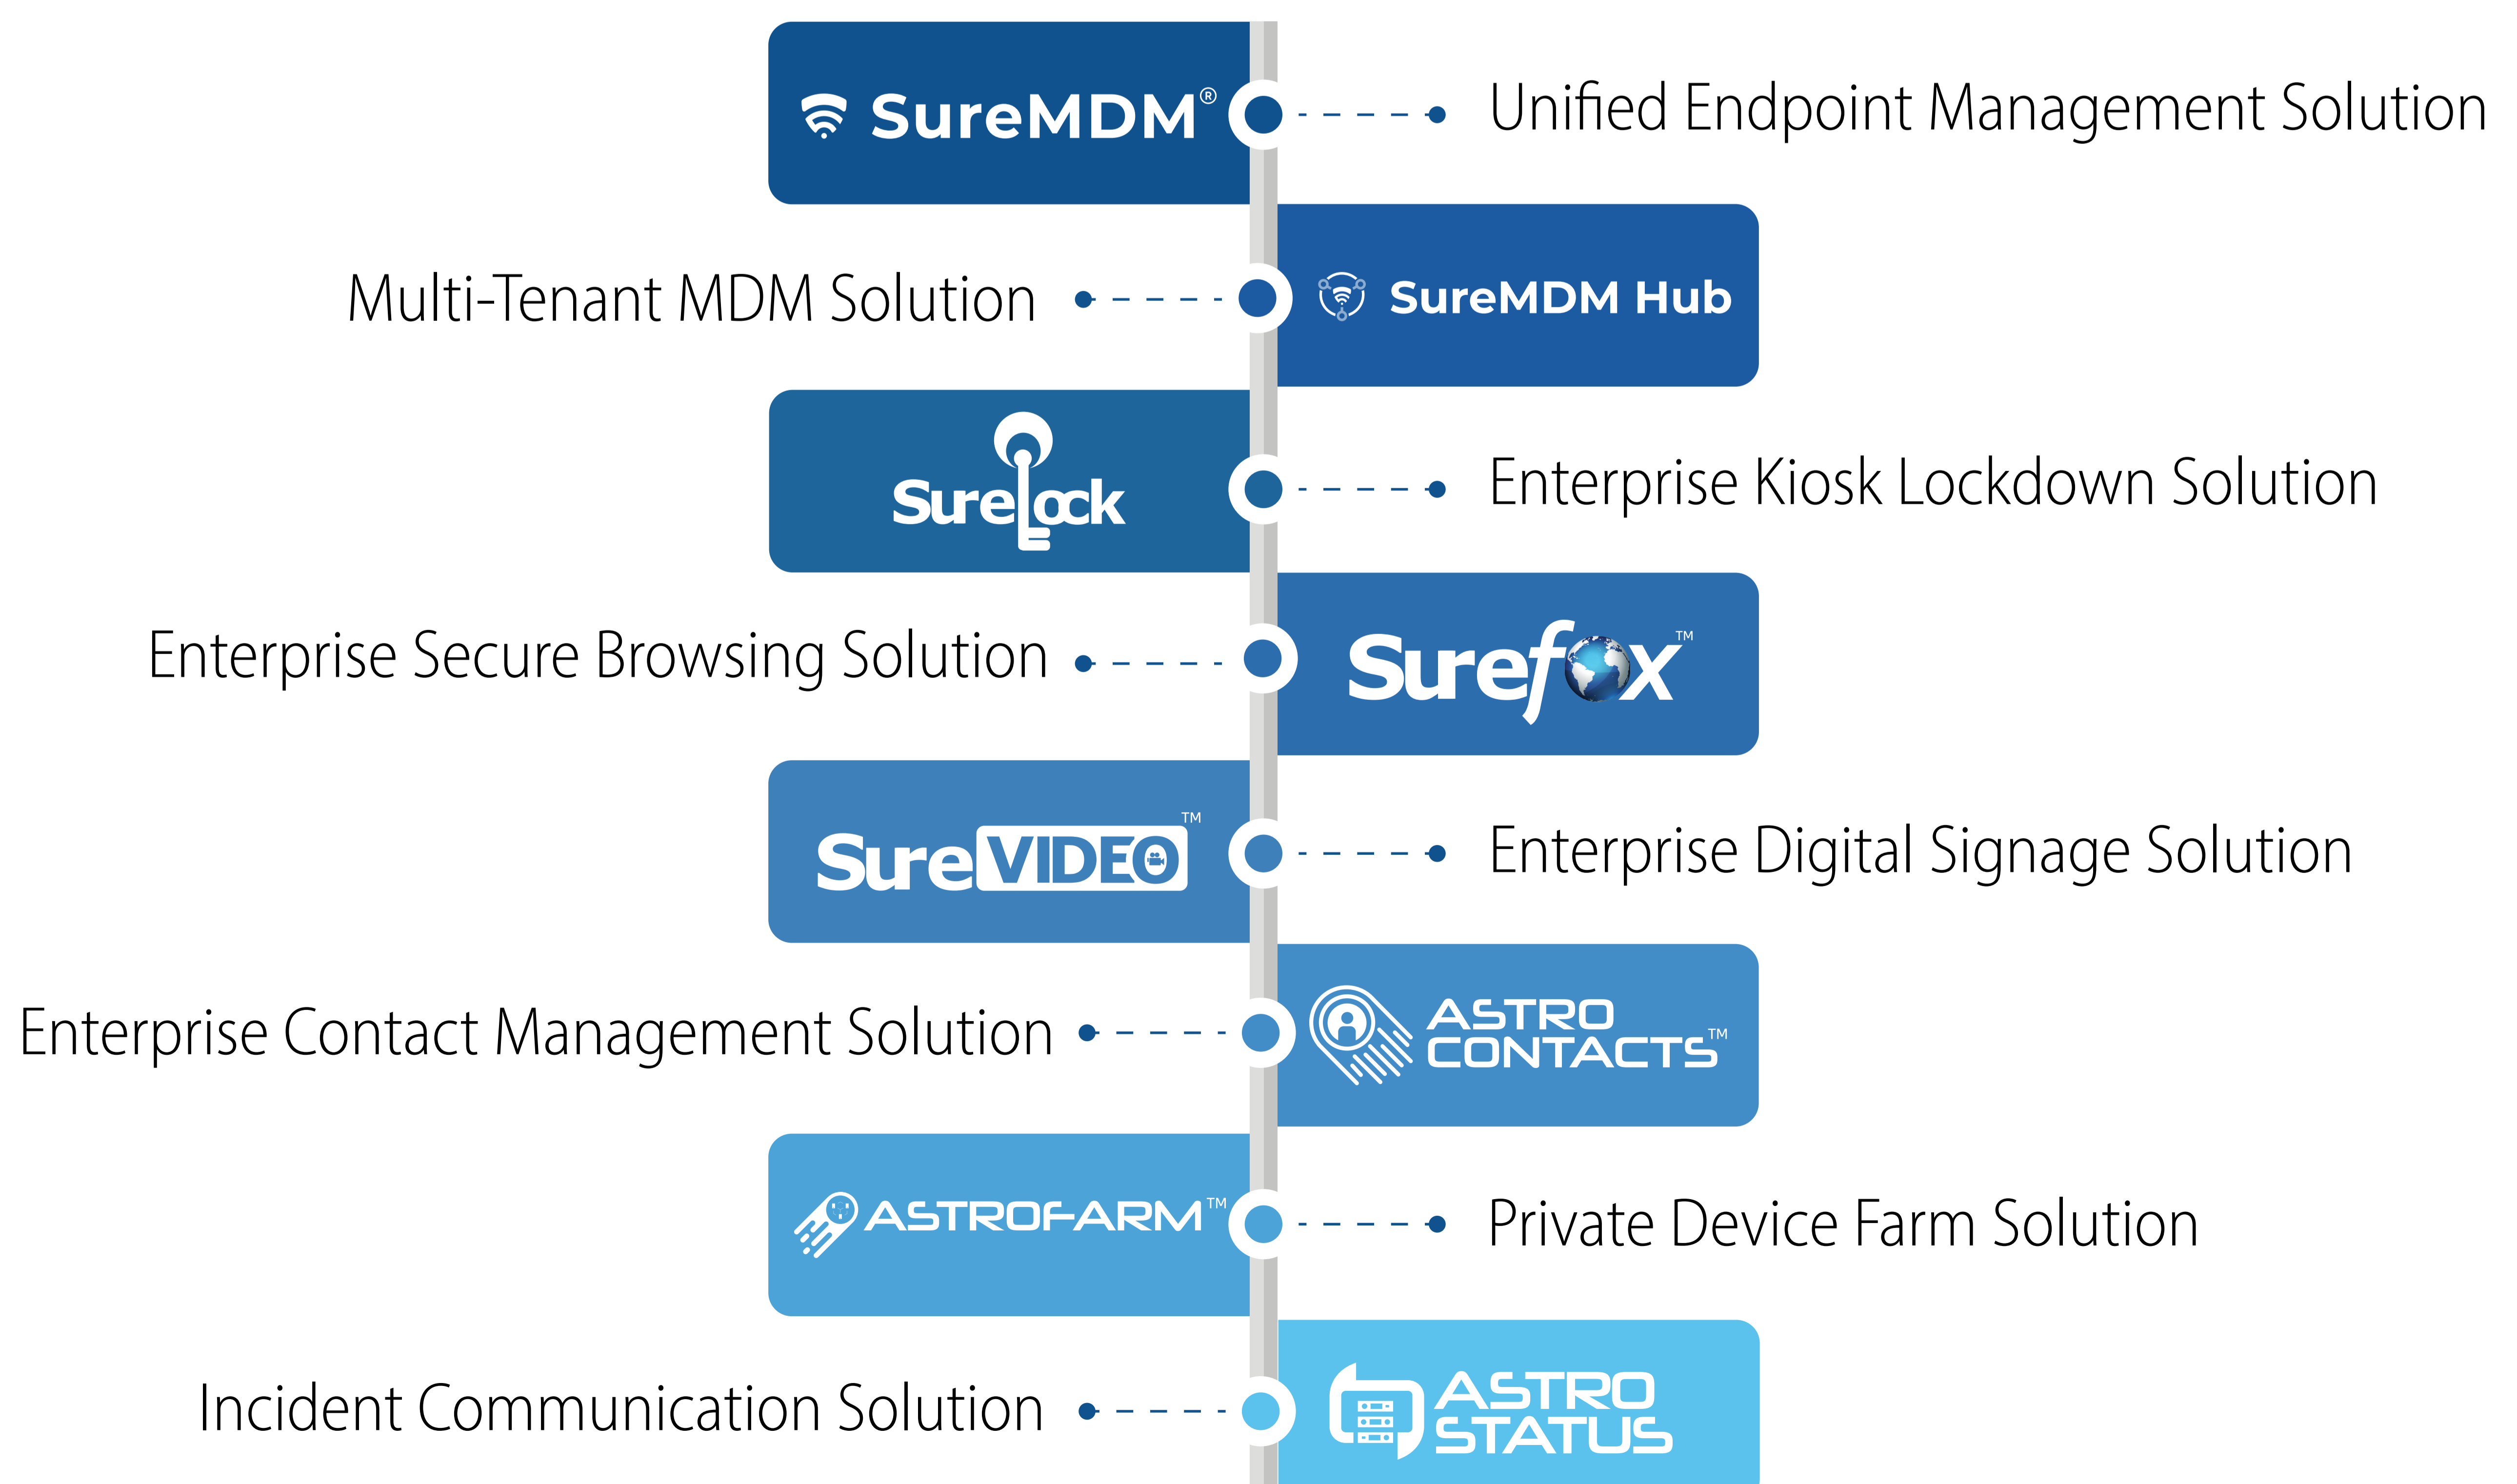 SureMDM®
Unified Endpoint Management Solution
Multi-Tenant MDM Solution
SureMDM Hub
SureLock
Enterprise Kiosk Lockdown Solution
Enterprise Secure Browsing Solution
Surefox™
SureVIDEO™
Enterprise Digital Signage Solution
Enterprise Contact Management Solution
ASTRO
CONTACTS™
ASTROFARM™
Private Device Farm Solution
Incident Communication Solution
ASTRO
STATUS